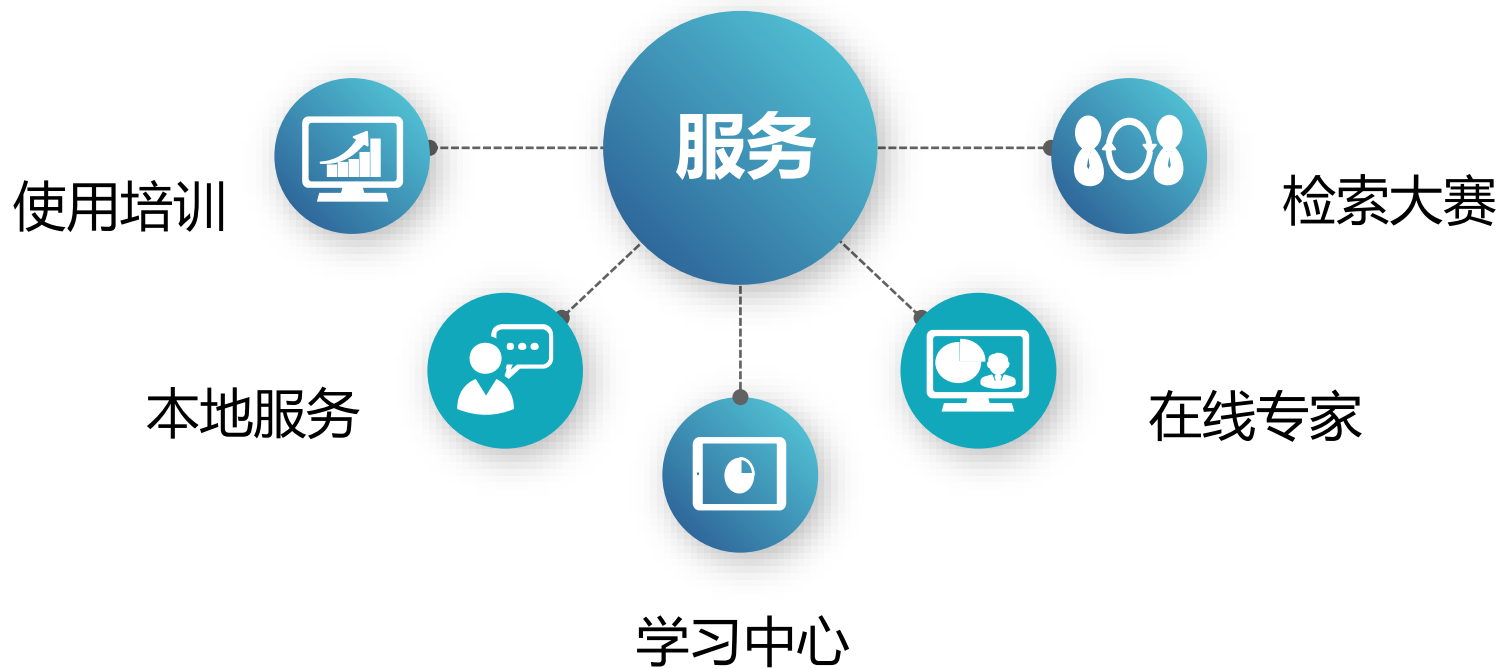 服务
使用培训
检索大赛
本地服务
在线专家
学习中心